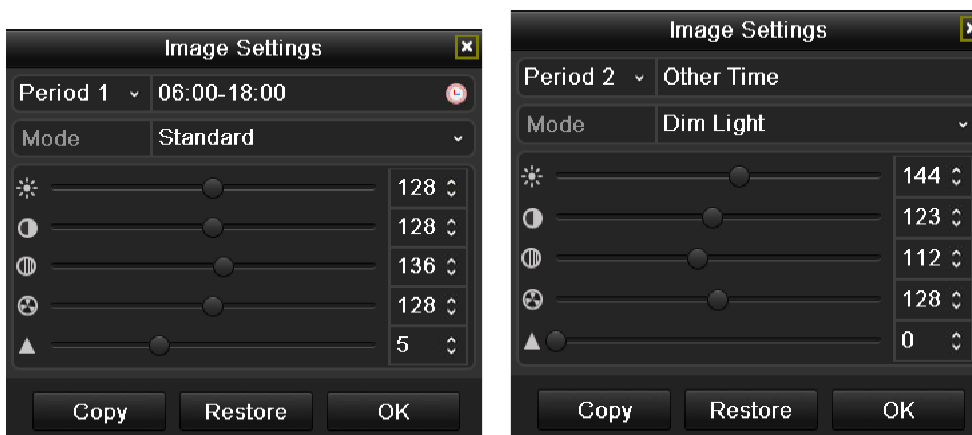 Image Settings
Period 1 06:00-18:00
Mode Standard
128
128
136
128
5
Copy Restore OK
Image Settings
Period 2 Other Time
Mode Dim Light
144
123
112
128
0
Copy Restore OK